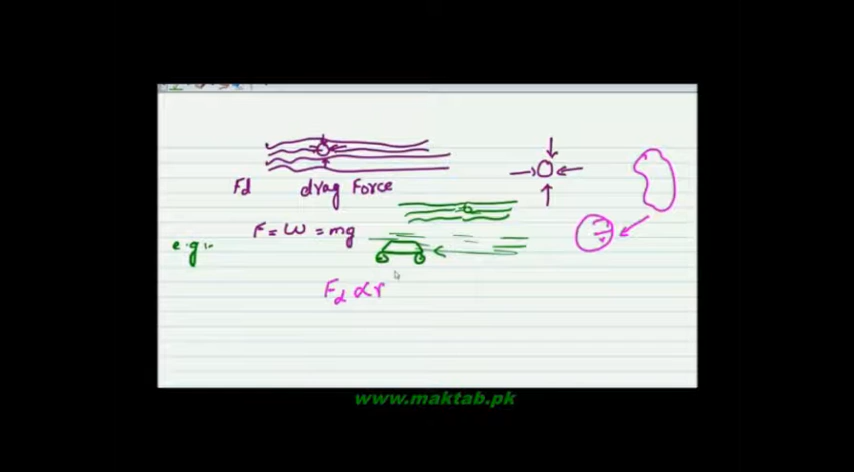 Fd drag Force
F = W = mg
e.g:-
Fd ∝ r
www.maktab.pk